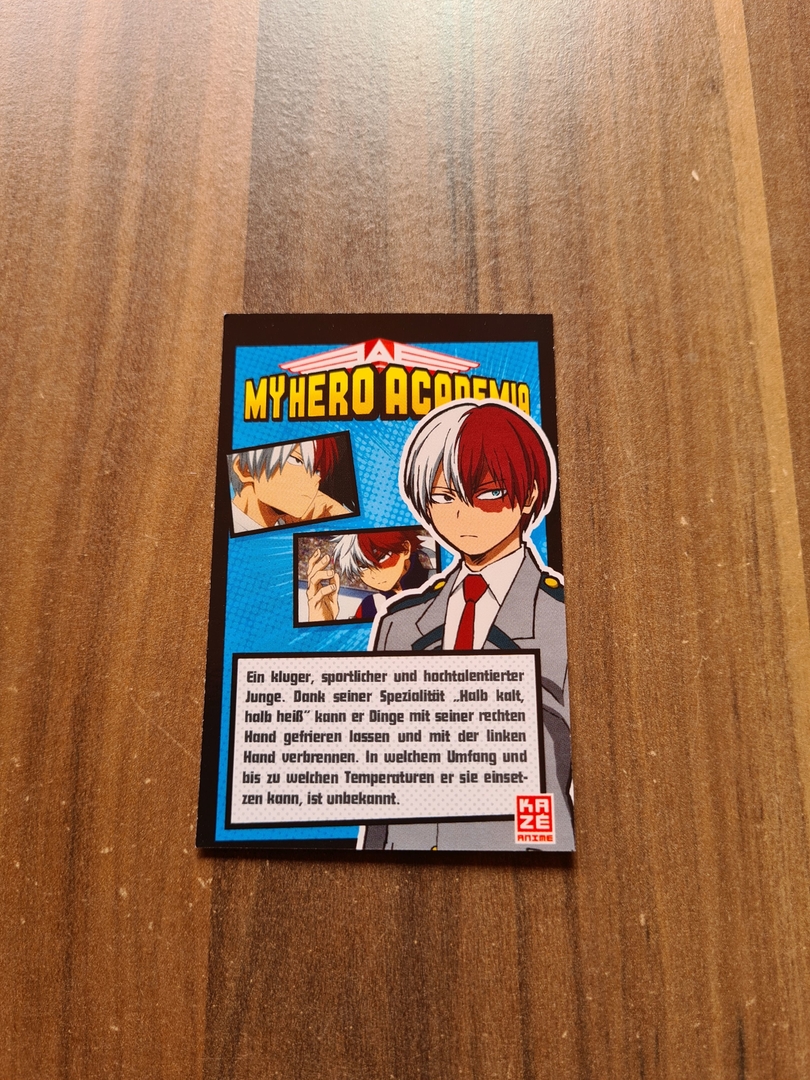 A
MY HERO ACADEMIA
Ein kluger, sportlicher und hochtalentierter
Junge. Dank seiner Spezialität „Halb kalt,
halb heiß" kann er Dinge mit seiner rechten
Hand gefrieren lassen und mit der linken
Hand verbrennen. In welchem Umfang und
bis zu welchen Temperaturen er sie einset-
zen kann, ist unbekannt.
KA
ZÉ
ANIME